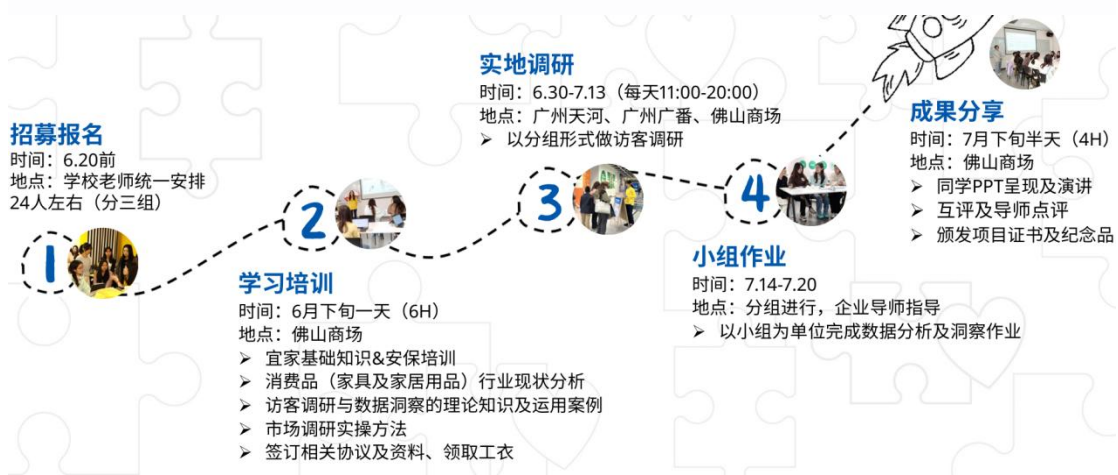 招募报名
时间：6.20前
地点：学校老师统一安排
24人左右（分三组）
1
2
学习培训
时间：6月下旬一天（6H）
地点：佛山商场
➤ 宜家基础知识&安保培训
➤ 消费品（家具及家居用品）行业现状分析
➤ 访客调研与数据洞察的理论知识及运用案例
➤ 市场调研实操方法
➤ 签订相关协议及资料、领取工衣
实地调研
时间：6.30-7.13（每天11:00-20:00）
地点：广州天河、广州广番、佛山商场
➤ 以分组形式做访客调研
3
4
小组作业
时间：7.14-7.20
地点：分组进行，企业导师指导
➤ 以小组为单位完成数据分析及洞察作业
成果分享
时间：7月下旬半天（4H）
地点：佛山商场
➤ 同学PPT呈现及演讲
➤ 互评及导师点评
➤ 颁发项目证书及纪念品